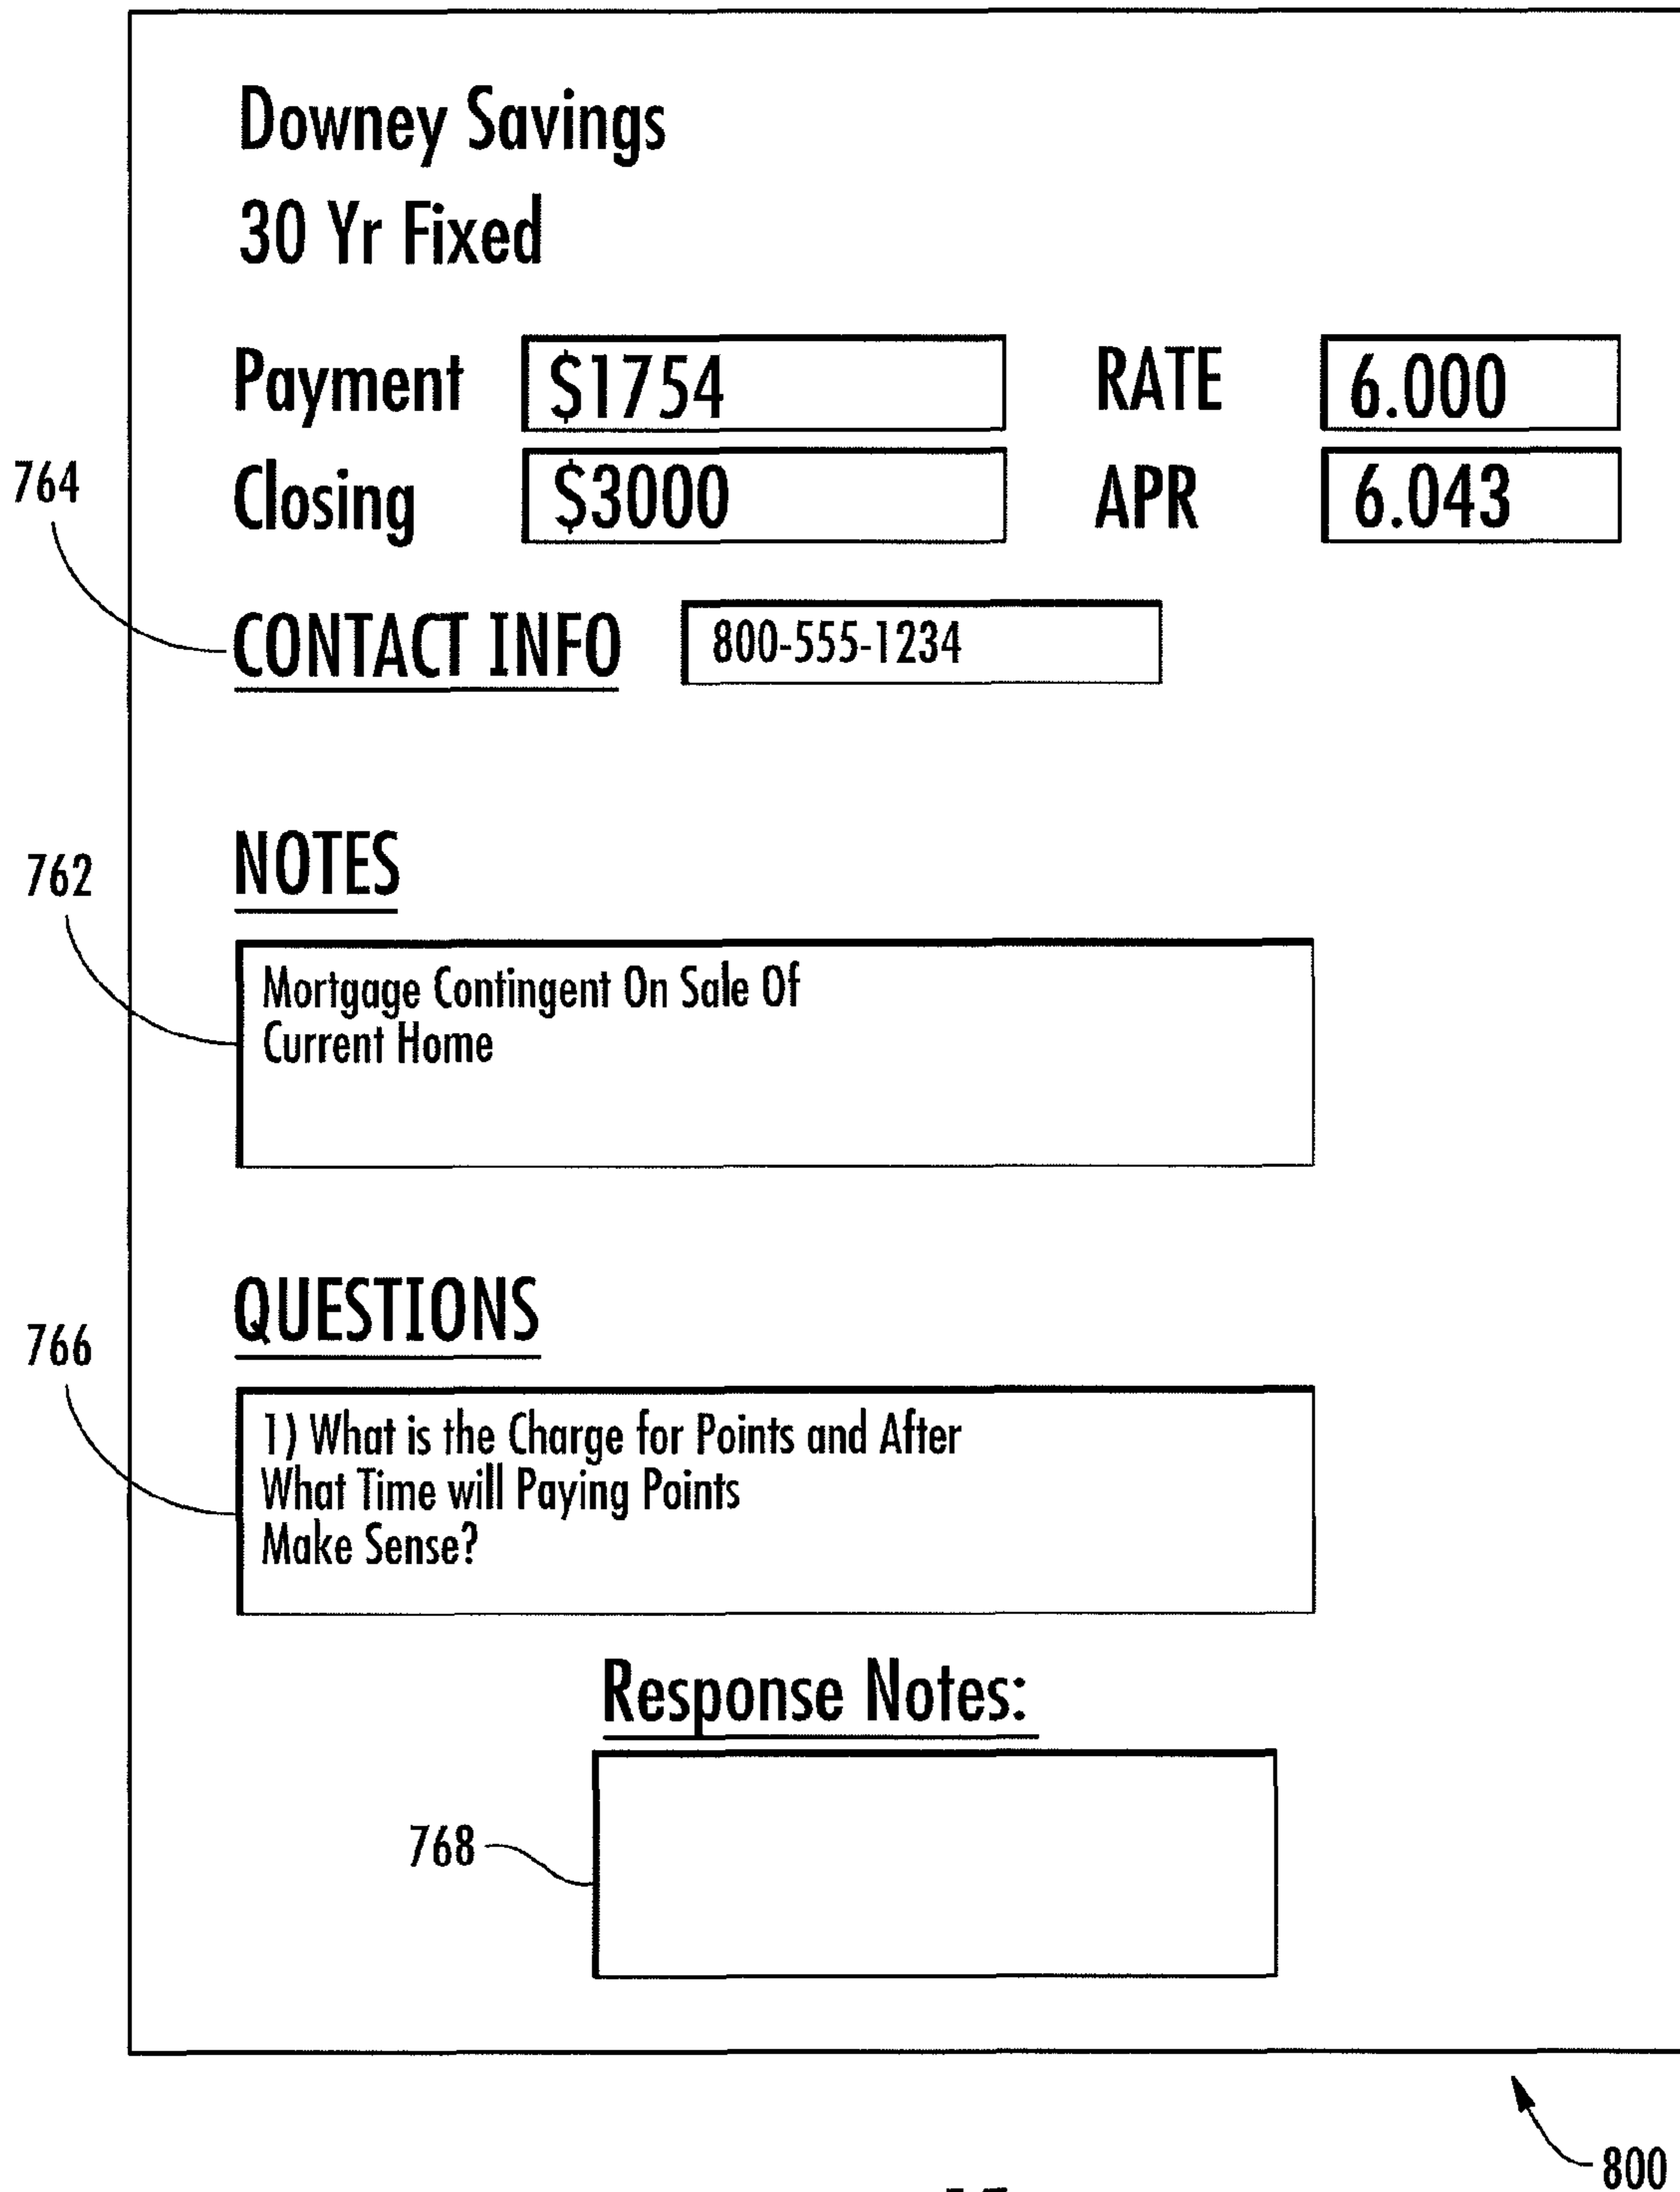 Downey Savings
30 Yr Fixed
Payment $1754 RATE 6.000
764 Closing $3000 APR 6.043
CONTACT INFO 800-555-1234
762 NOTES
Mortgage Contingent On Sale Of
Current Home
QUESTIONS
766
1) What is the Charge for Points and After
What Time will Paying Points
Make Sense?
Response Notes:
768
800